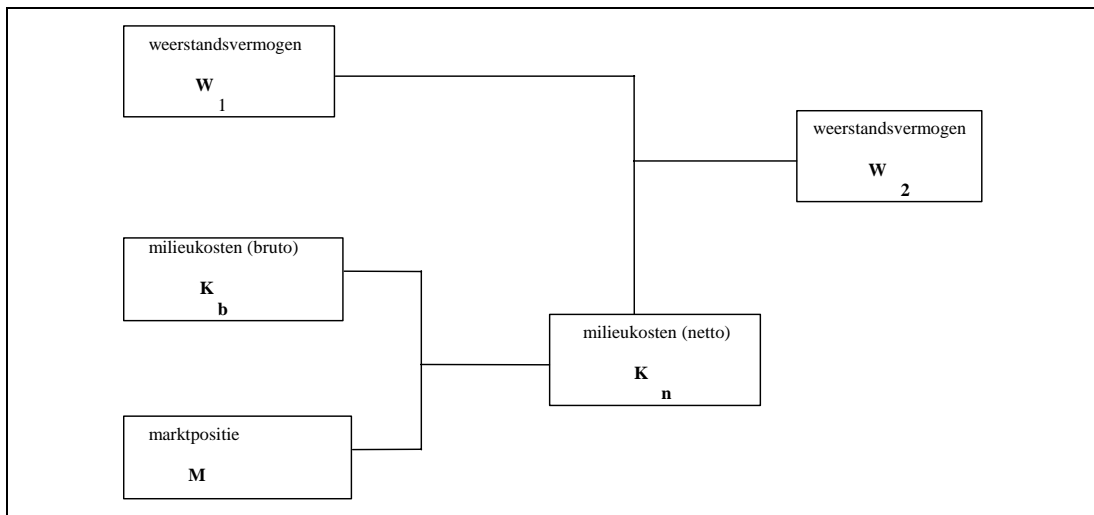 weerstandsvermogen
W
1
weerstandsvermogen
W
2
milieukosten (bruto)
K
b
milieukosten (netto)
K
n
marktpositie
M